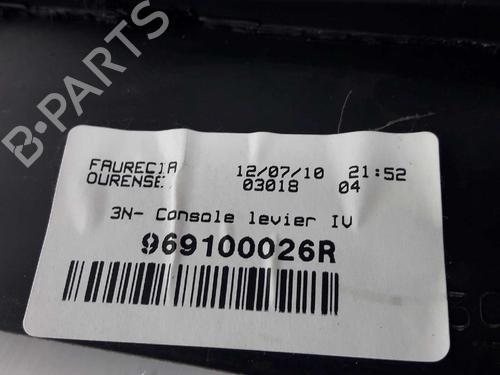 B-PARTS
FAURECIA 12/07/10 21:52
OURENSE. 03018 04
3N- Console levier IV
969100026R